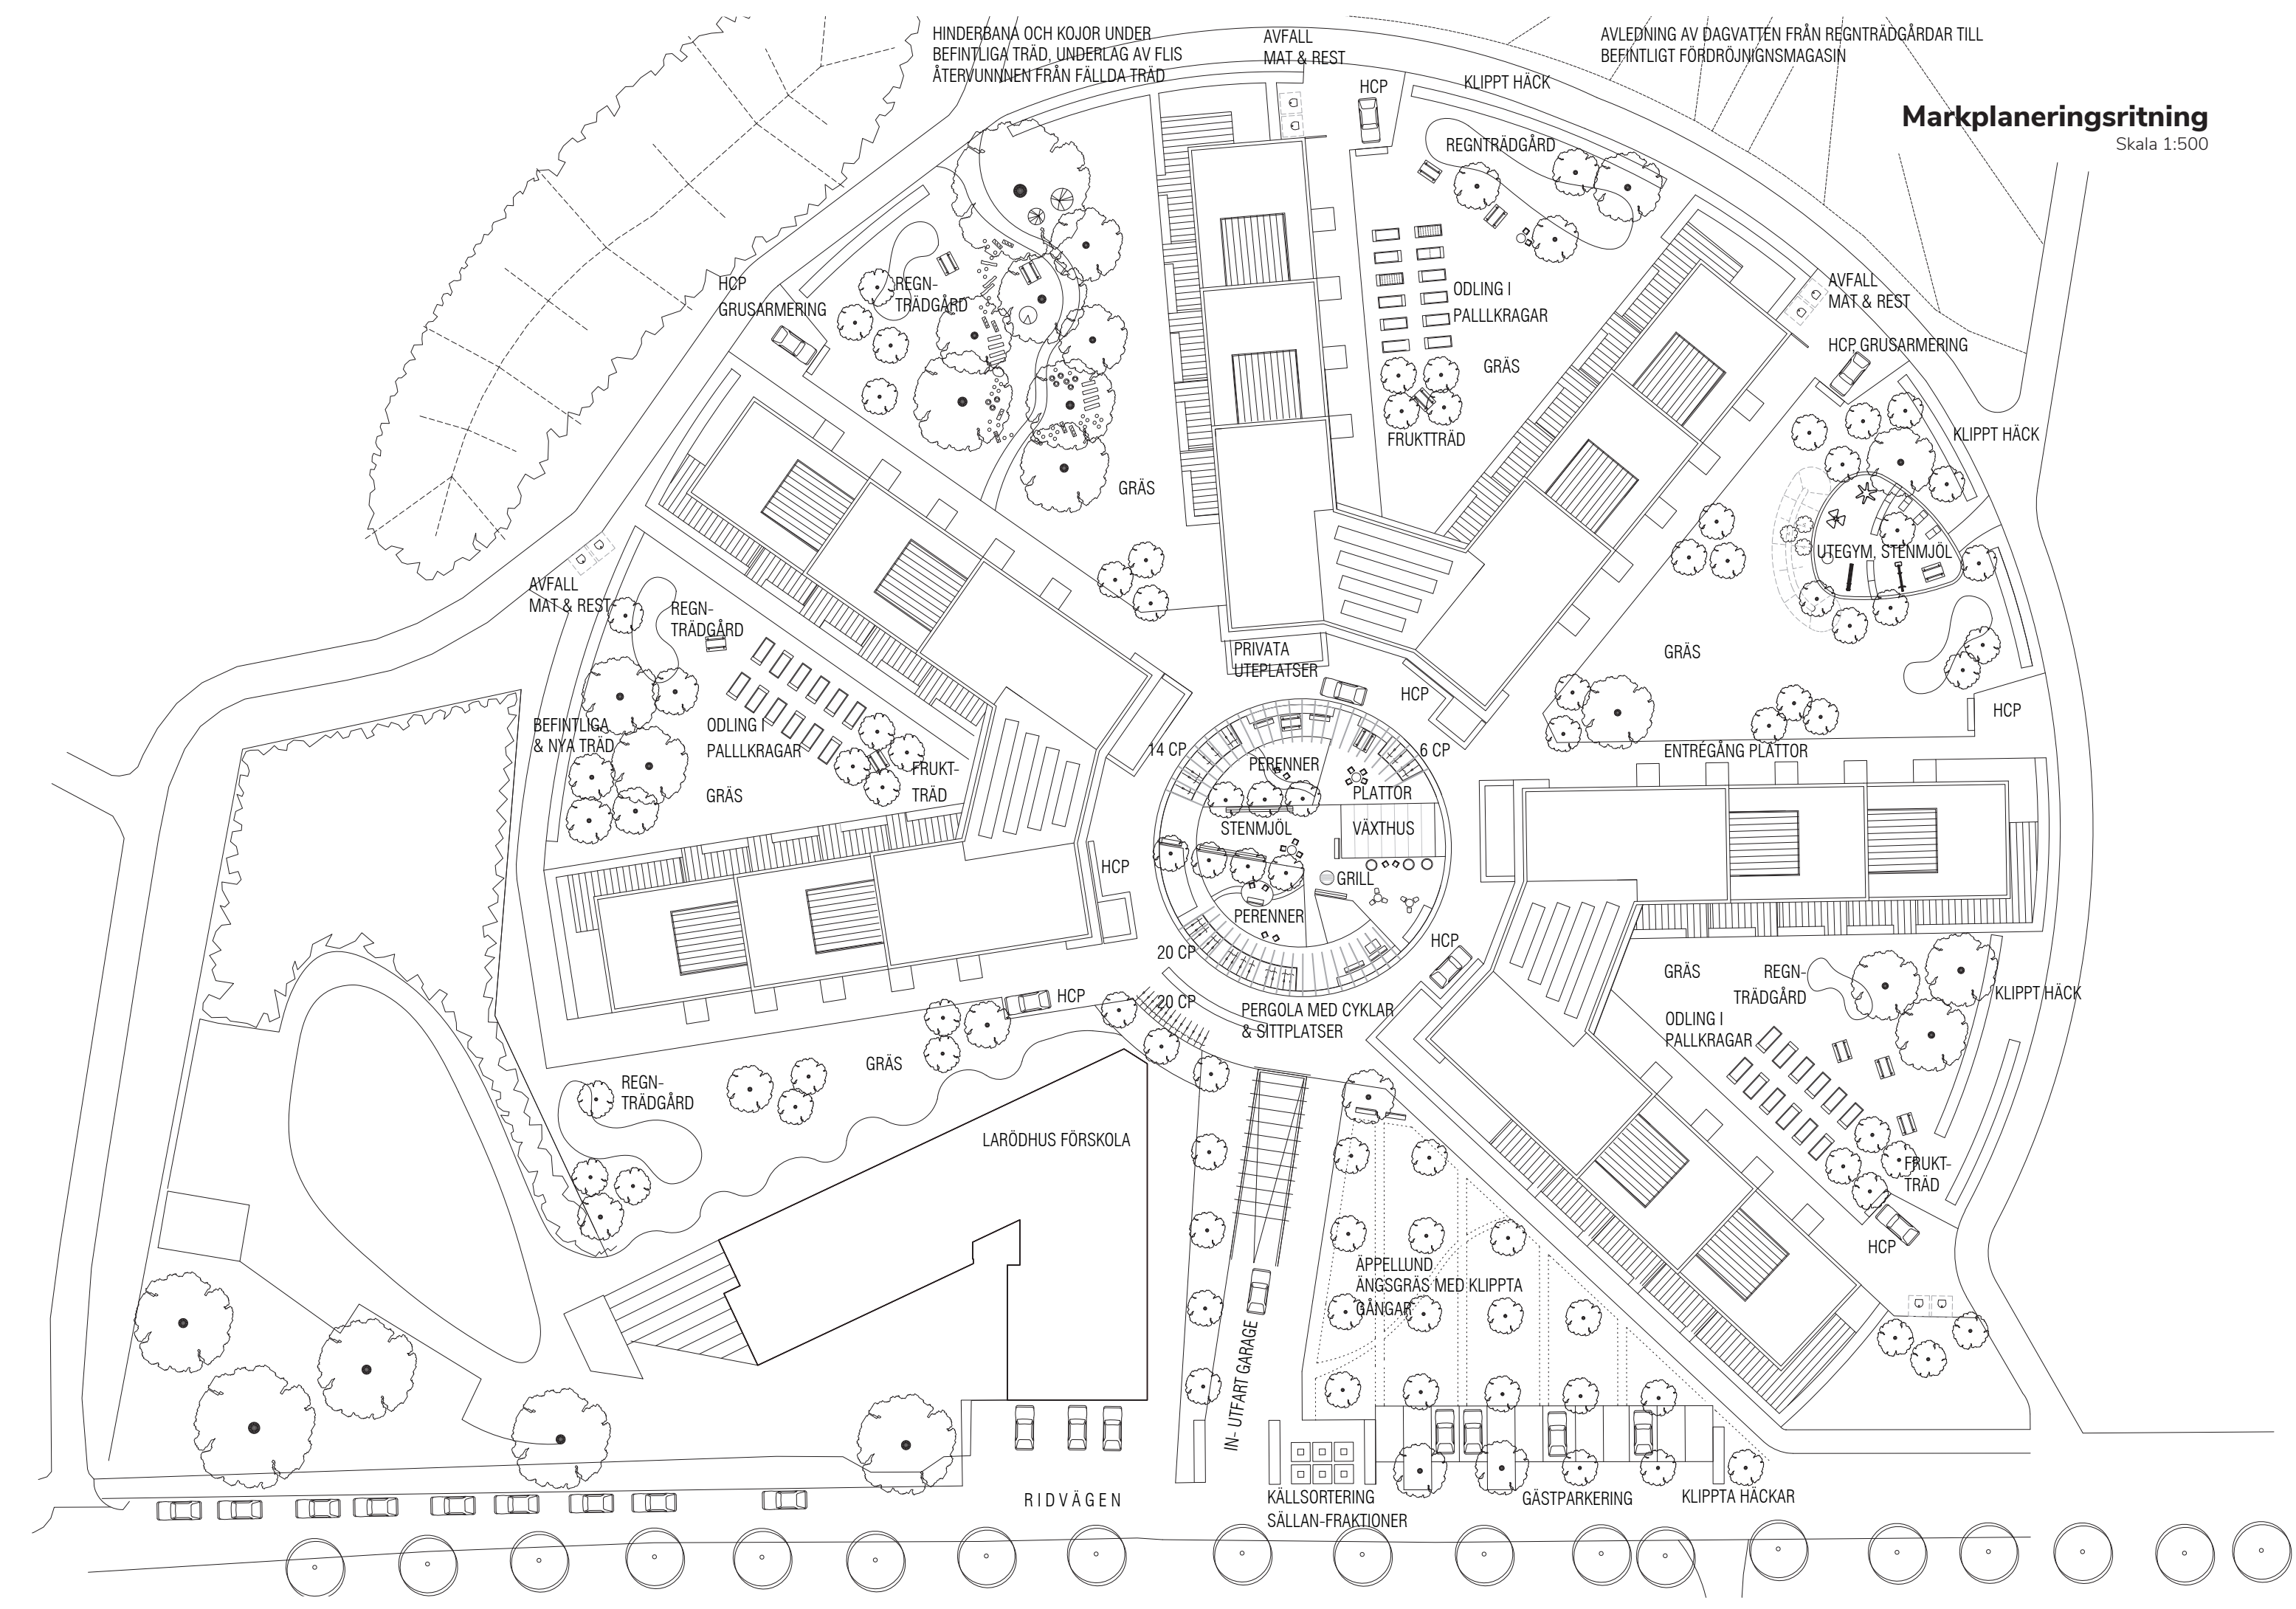 HINDERBANA OCH KOJOR UNDER
BEFINTLIGA TRÄD, UNDERLAG AV FLIS
ÅTERVUNNNEN FRÅN FÄLLDA TRÄD
AVFALL
MAT & REST
AVLEDNING AV DAGVATTEN FRÅN REGNTRÄDGÅRDAR TILL
BEFINTLIGT FÖRDRÖJNIGNSMAGASIN
Markplaneringsritning
Skala 1:500
HCP
KLIPPT HÄCK
REGNTRÄDGÅRD
HCP
GRUSARMERING
REGN-
TRÄDGÅRD
ODLING I
PALLLKRAGAR
GRÄS
FRUKTTRÄD
AVFALL
MAT & REST
HCP GRUSARMERING
KLIPPT HÄCK
GRÄS
UTEGYM, STENMJÖL
AVFALL
MAT & REST
REGN-
TRÄDGÅRD
PRIVATA
UTEPLATSER
HCP
GRÄS
HCP
BEFINTLIGA
& NYA TRÄD
ODLING I
PALLLKRAGAR
GRÄS
FRUKT-
TRÄD
ENTRÉGÅNG PLATTOR
14 CP
6 CP
PERENNER
PLATTOR
STENMJÖL
VÄXTHUS
HCP
GRILL
PERENNER
20 CP
HCP
20 CP
HCP
PERGOLA MED CYKLAR
& SITTPLATSER
GRÄS
REGN-
TRÄDGÅRD
KLIPPT HÄCK
ODLING I
PALLKRAGAR
GRÄS
REGN-
TRÄDGÅRD
LARÖDHUS FÖRSKOLA
FRUKT-
TRÄD
HCP
ÄPPELLUND
ÄNGSGRÄS MED KLIPPTA
GÅNGAR
IN- UTFART GARAGE
RIDVÄGEN
KÄLLSORTERING
SÄLLAN-FRAKTIONER
GÄSTPARKERING
KLIPPTA HÄCKAR